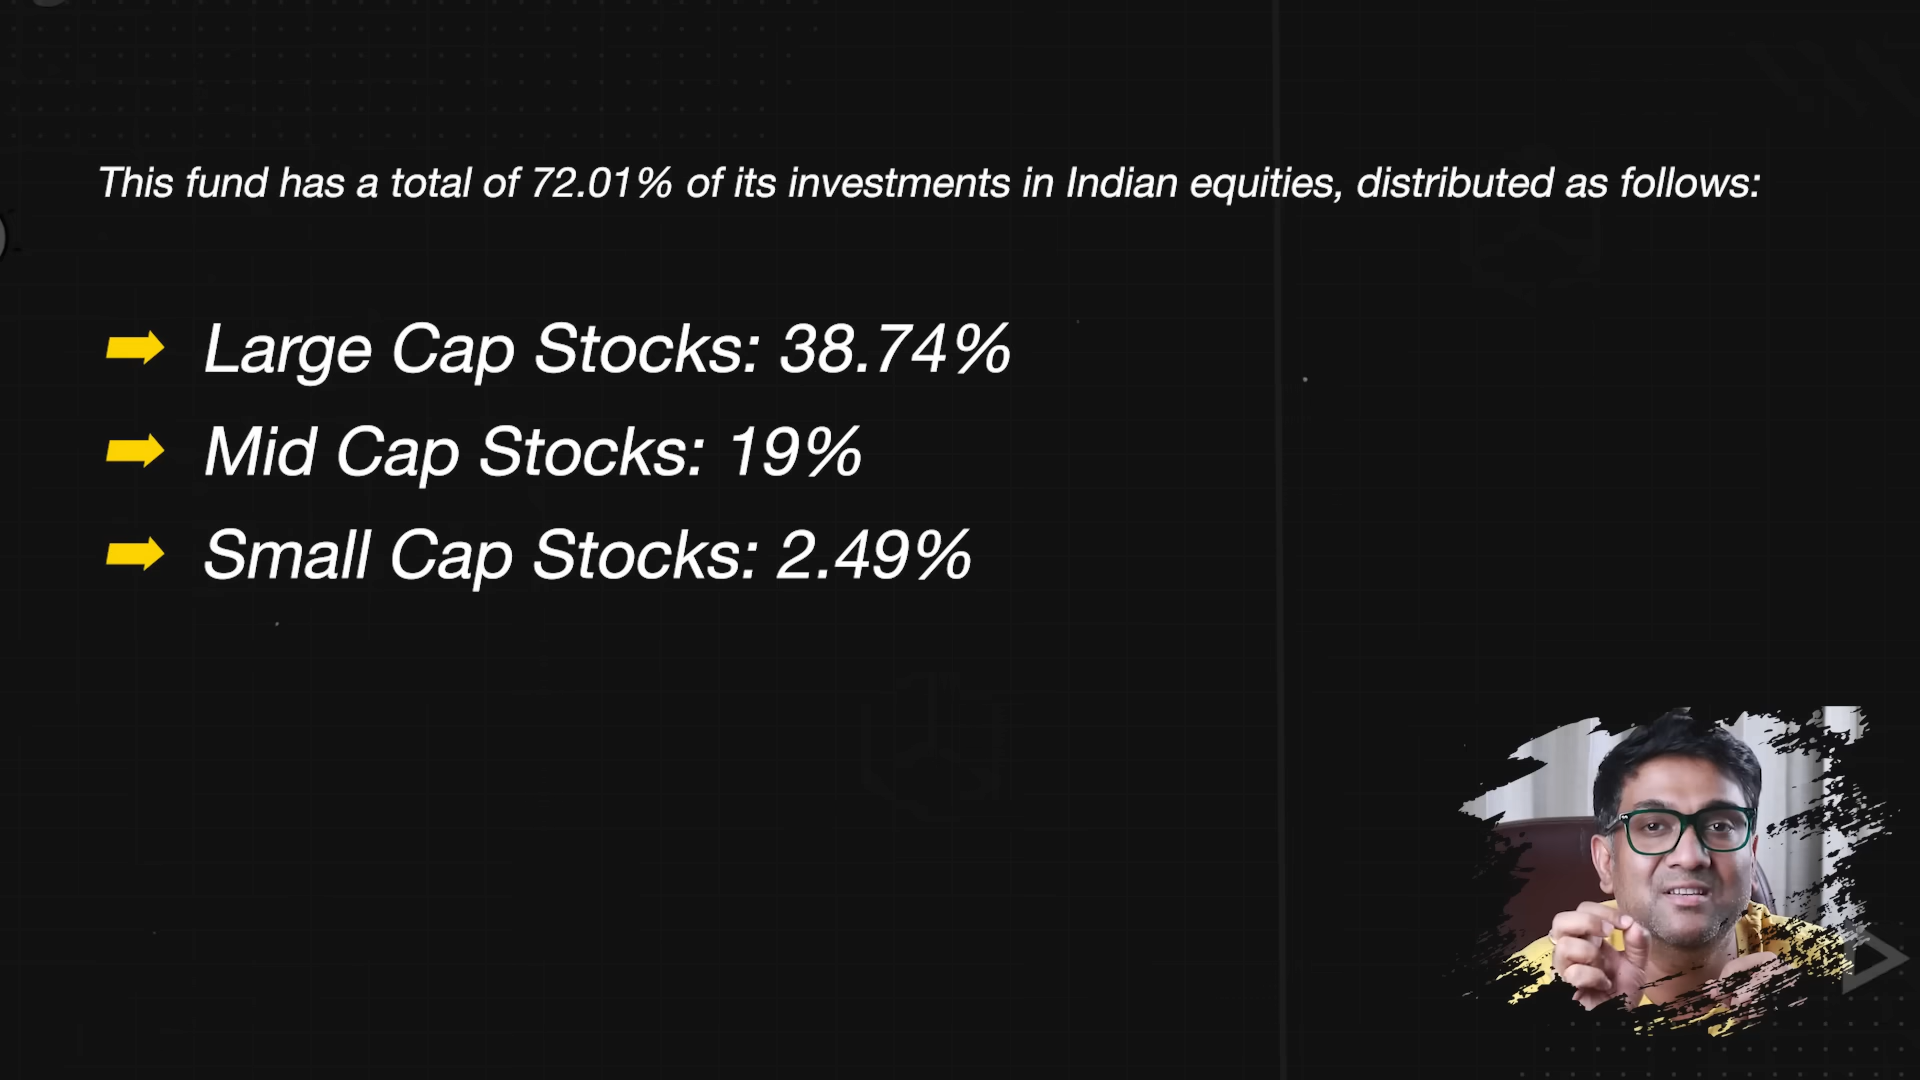 This fund has a total of 72.01% of its investments in Indian equities, distributed as follows:
Large Cap Stocks: 38.74%
Mid Cap Stocks: 19%
Small Cap Stocks: 2.49%